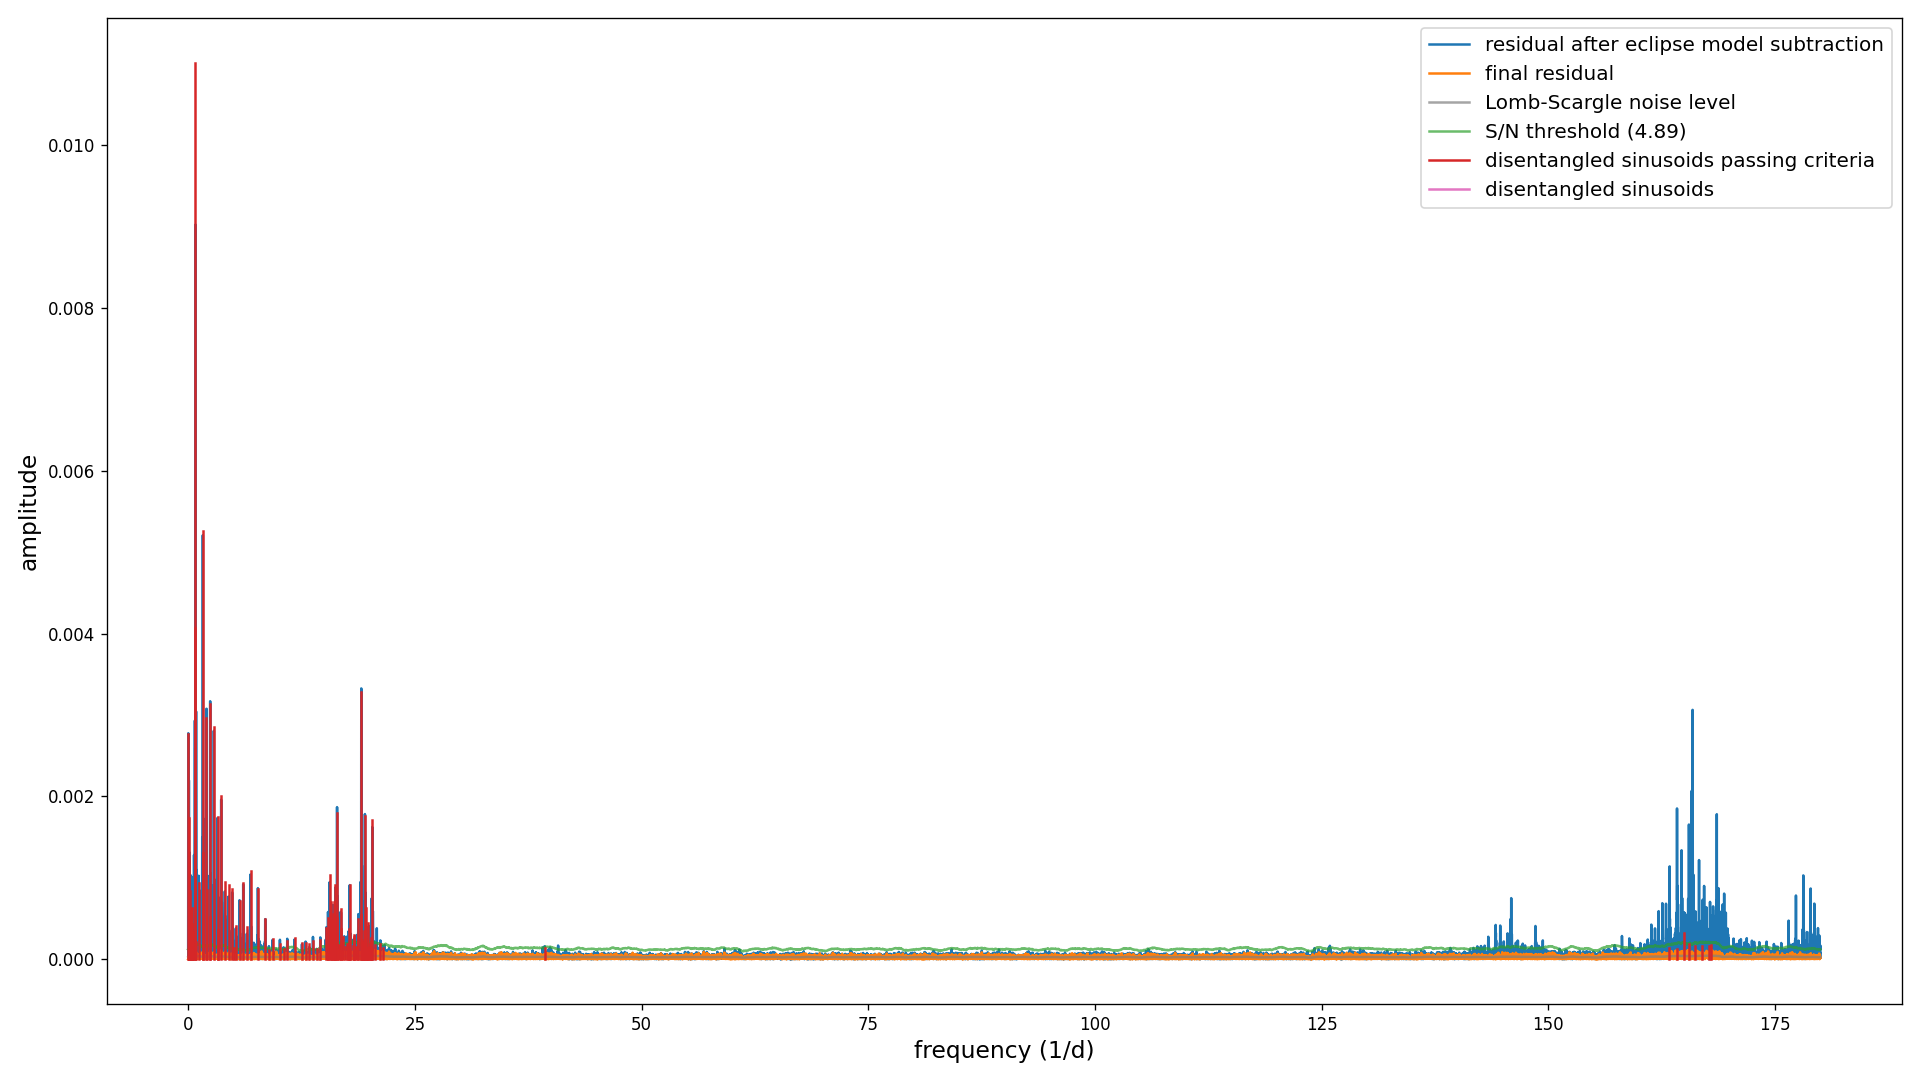 residual after eclipse model subtraction
final residual
Lomb-Scargle noise level
S/N threshold (4.89)
disentangled sinusoids passing criteria
disentangled sinusoids
amplitude
0.010
0.008
0.006
0.004
0.002
0.000
0 25 50 75 100 125 150 175
frequency (1/d)